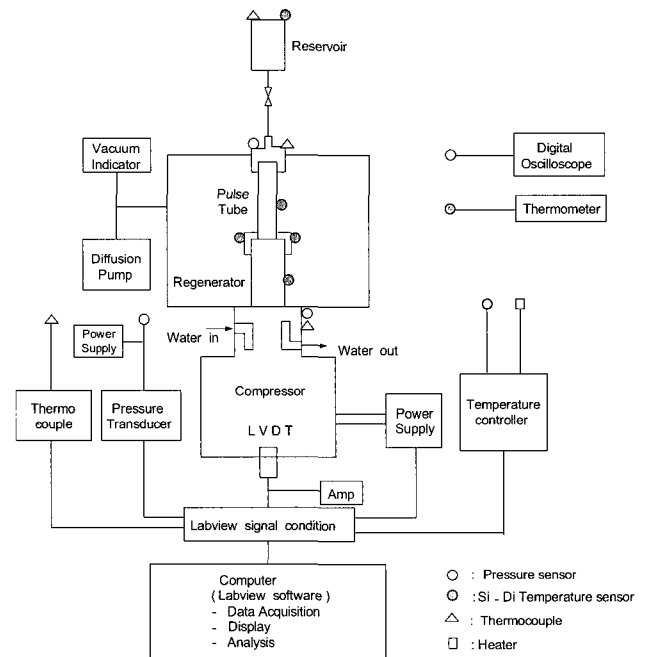 Reservoir
Vacuum
Indicator
Digital
Oscilloscope
Pulse
Tube
Thermometer
Diffusion
Pump
Regenerator
Power
Supply
Water in
Water out
Compressor
Thermo
couple
Pressure
Transducer
L V D T
Power
Supply
Temperature
controller
Amp
Labview signal condition
Computer
( Labview software )
- Data Acquisition
- Display
- Analysis
: Pressure sensor
: Si - Di Temperature sensor
: Thermocouple
: Heater